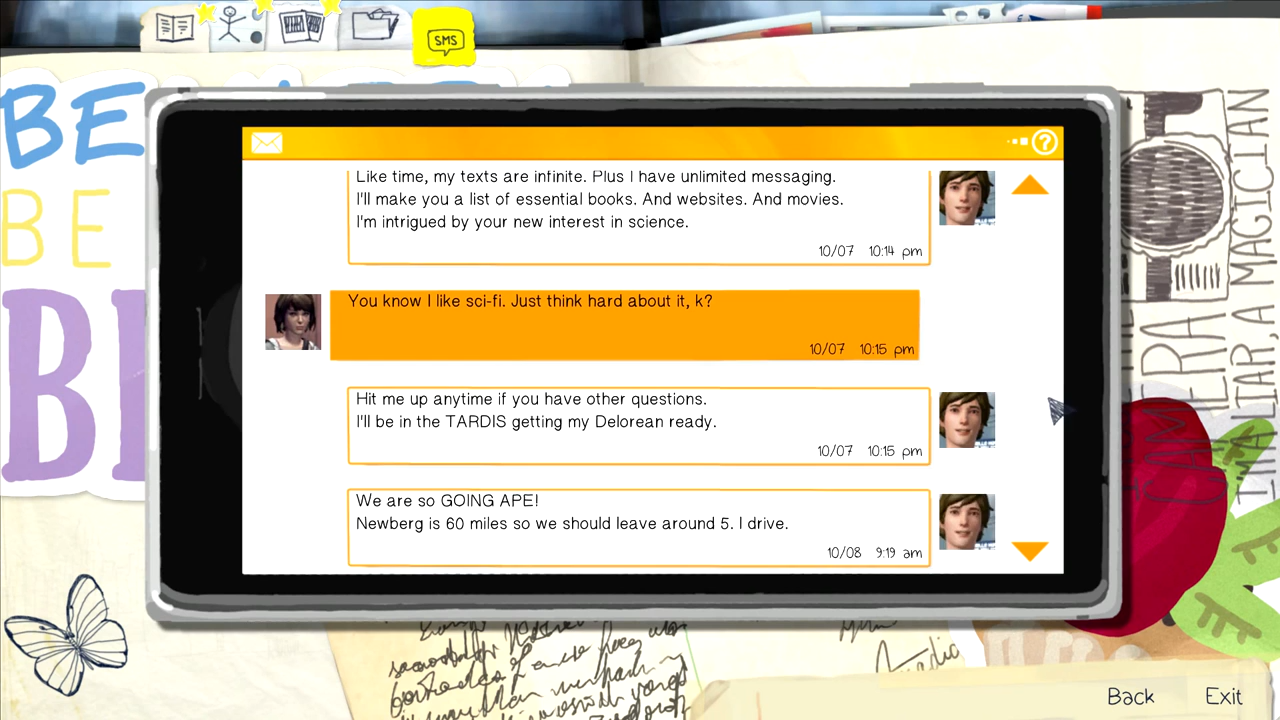 SMS
BE
BE
Like time, my texts are infinite. Plus I have unlimited messaging.
I'll make you a list of essential books. And websites. And movies.
I'm intrigued by your new interest in science.
10/07 10:14 pm
You know I like sci-fi. Just think hard about it, k?
10/07 10:15 pm
Hit me up anytime if you have other questions.
I'll be in the TARDIS getting my Delorean ready.
10/07 10:15 pm
We are so GOING APE!
Newberg is 60 miles so we should leave around 5. I drive.
10/08 9:19 am
CAMERA
LIAR, A MAGICIAN
Back Exit